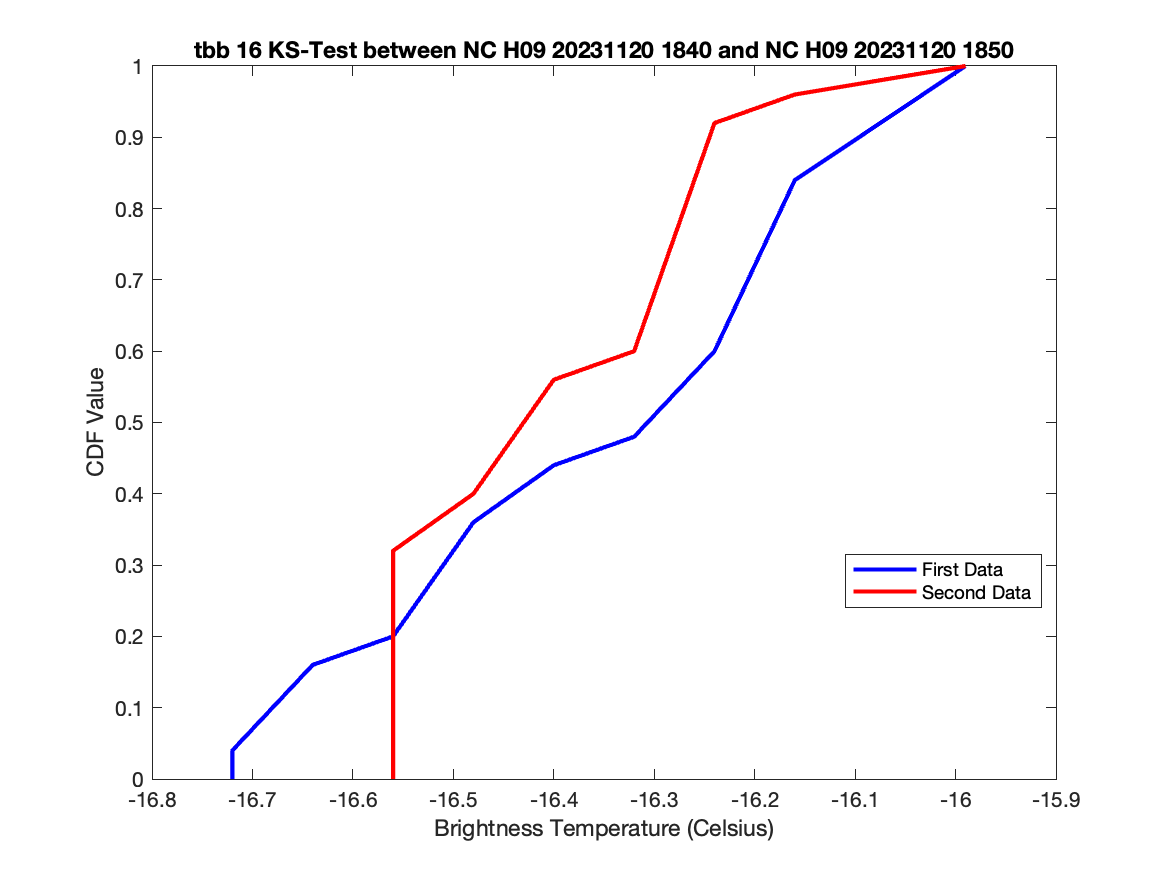 tbb 16 KS-Test between NC H09 20231120 1840 and NC H09 20231120 1850
1
0.9
0.8
0.7
0.6
0.5
0.4
0.3
0.2
0.1
0
CDF Value
First Data
Second Data
-16.8 -16.7 -16.6 -16.5 -16.4 -16.3 -16.2 -16.1 -16 -15.9
Brightness Temperature (Celsius)